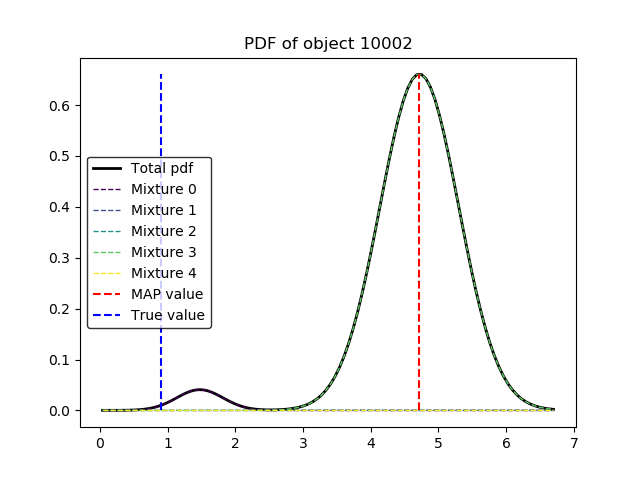 PDF of object 10002
0.6
0.5
0.4
0.3
0.2
0.1
0.0
Total pdf
Mixture 0
Mixture 1
Mixture 2
Mixture 3
Mixture 4
MAP value
True value
0 1 2 3 4 5 6 7